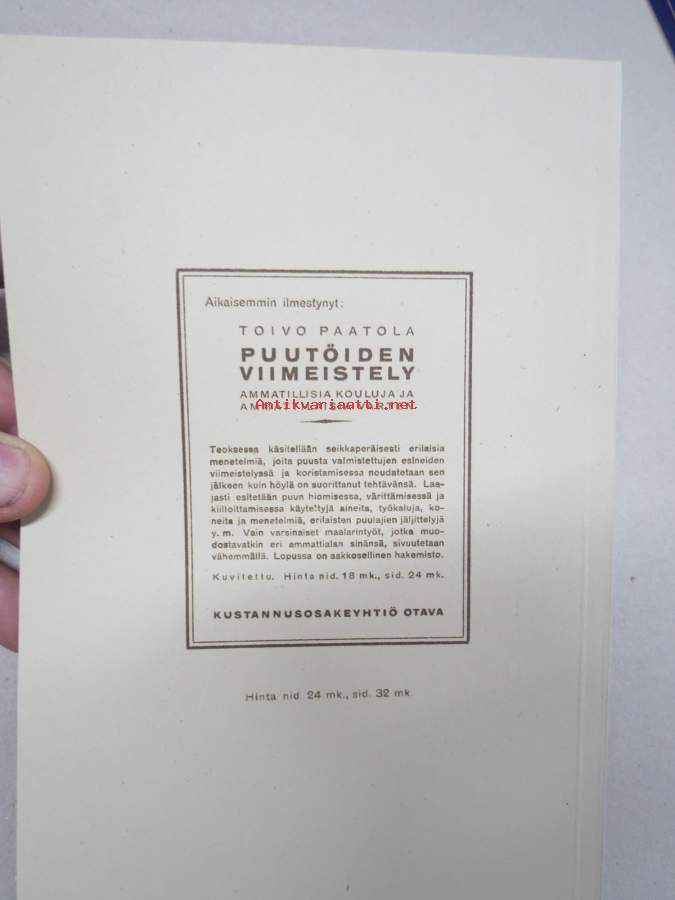 Aikaisemmin ilmestynyt:
TOIVO PAATOLA
PUUTÖIDEN
VIIMEISTELY
AMMATILLISIA KOULUJA JA
Antikvariaatti.net
Teoksessa käsitellään seikkaperäisesti erilaisia
menetelmiä, joita puusta valmistettujen esineiden
viimeistelyssä ja koristamisessa noudatetaan sen
jälkeen kuin höylä on suorittanut tehtävänsä. Laa-
jasti esitetään puun hiomisessa, värittämisessä ja
kiilloittamisessa käytettyjä aineita, työkaluja, ko-
neita ja menetelmiä, erilaisten puulajien jäljittelyjä
y. m. Vain varsinaiset maalarintyöt, jotka muo-
dostavatkin eri ammattialan sinänsä, sivuutetaan
vähemmällä. Lopussa on aakkosellinen hakemisto.
Kuvitettu. Hinta nid. 18 mk., sid. 24 mk.
KUSTANNUSOSAKEYHTIÖ OTAVA
Hinta nid. 24 mk., sid. 32 mk.